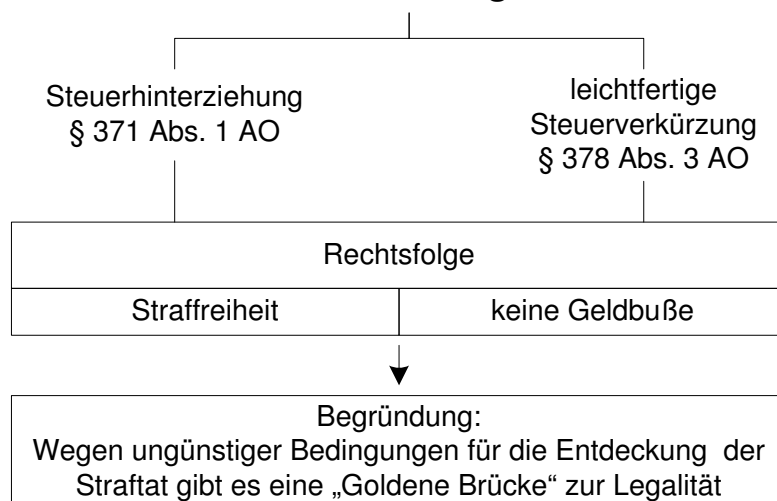 Steuerhinterziehung
§ 371 Abs. 1 AO
leichtfertige
Steuerverkürzung
§ 378 Abs. 3 AO
Rechtsfolge
Straffreiheit
keine Geldbuße
Begründung:
Wegen ungünstiger Bedingungen für die Entdeckung der
Straftat gibt es eine „Goldene Brücke“ zur Legalität